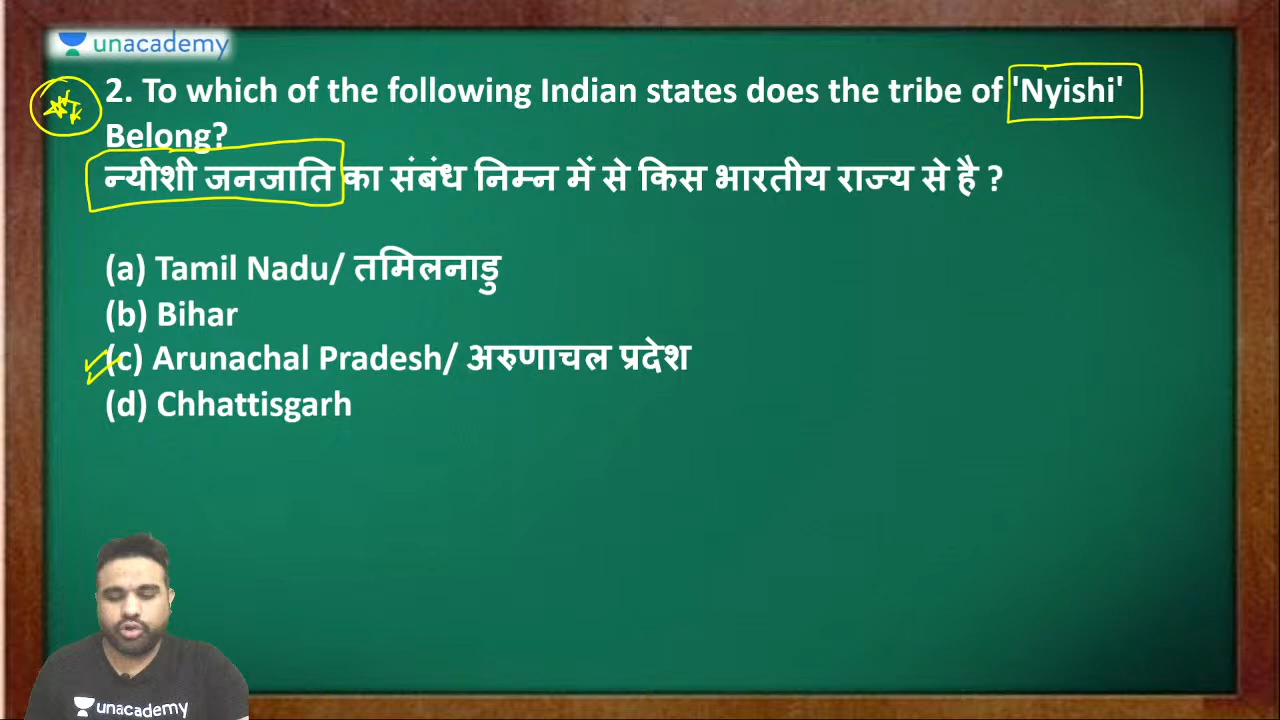 unacademy
2. To which of the following Indian states does the tribe of 'Nyishi'
Belong?
न्यीशी जनजाति का संबंध निम्न में से किस भारतीय राज्य से है ?
(a) Tamil Nadu/ तमिलनाडु
(b) Bihar
(c) Arunachal Pradesh/ अरुणाचल प्रदेश
(d) Chhattisgarh
unacademy